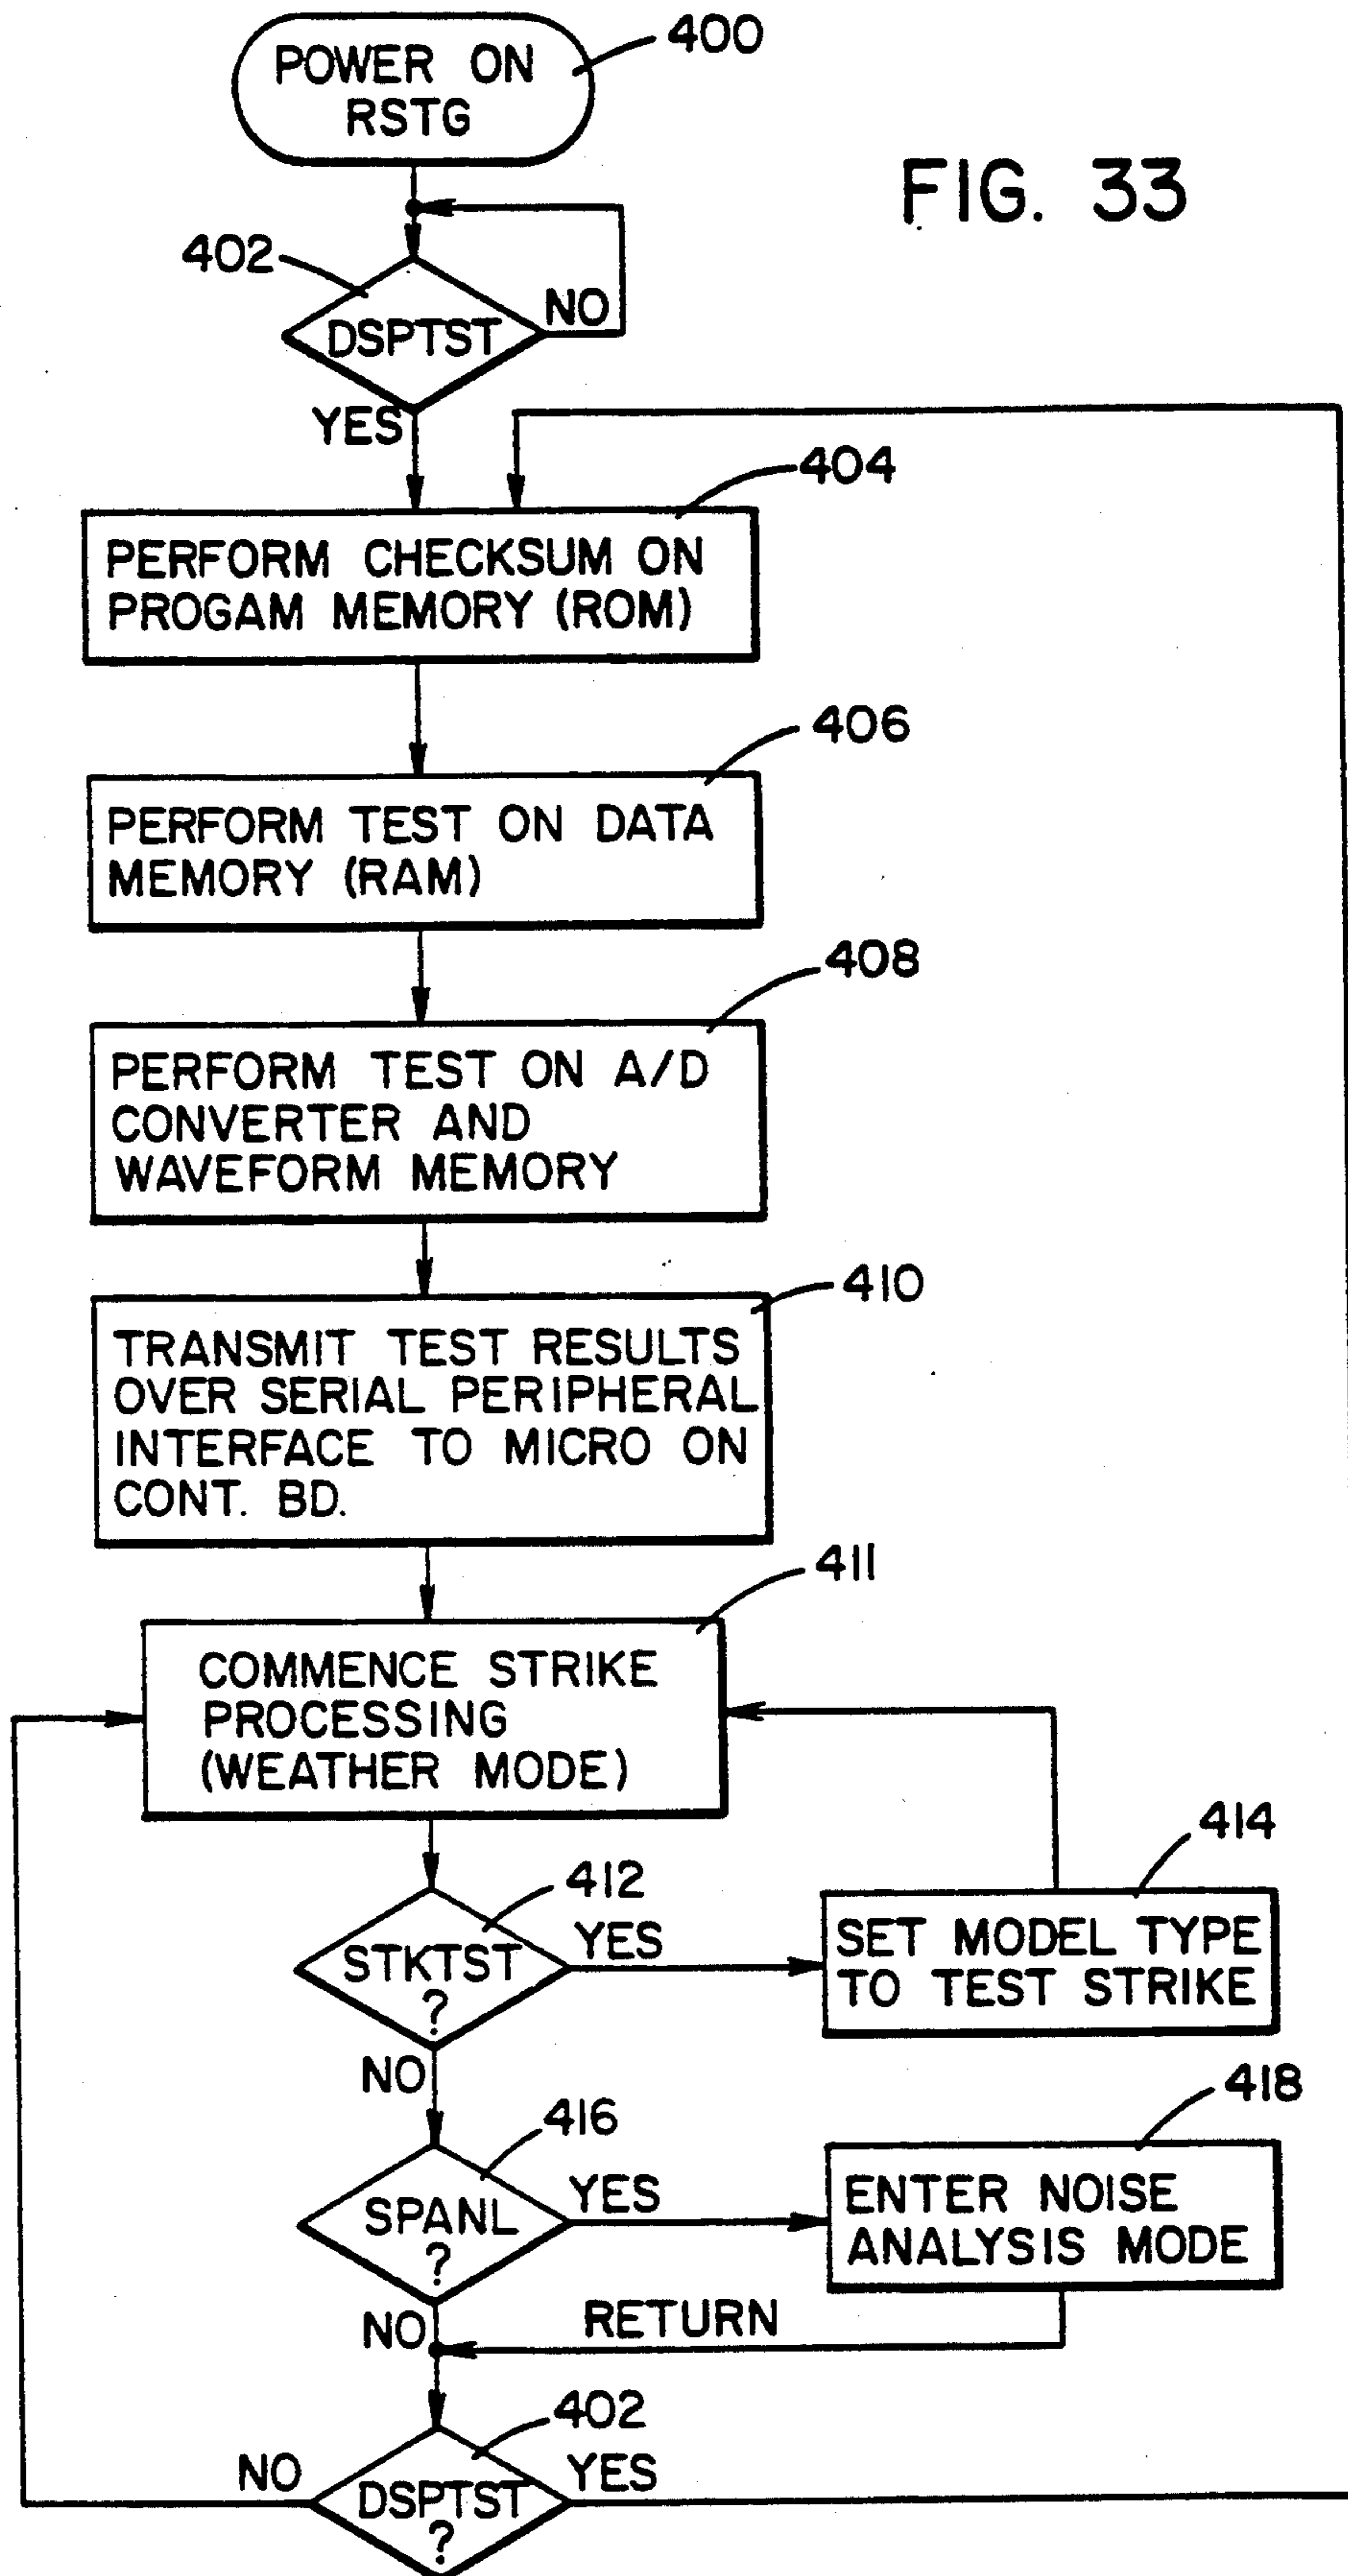 POWER ON
RSTG
400
FIG. 33
402
DSPTST
NO
YES
404
PERFORM CHECKSUM ON
PROGAM MEMORY (ROM)
406
PERFORM TEST ON DATA
MEMORY (RAM)
408
PERFORM TEST ON A/D
CONVERTER AND
WAVEFORM MEMORY
410
TRANSMIT TEST RESULTS
OVER SERIAL PERIPHERAL
INTERFACE TO MICRO ON
CONT. BD.
411
COMMENCE STRIKE
PROCESSING
(WEATHER MODE)
412
STKTST
?
YES
NO
414
SET MODEL TYPE
TO TEST STRIKE
416
SPANL
?
YES
NO
418
ENTER NOISE
ANALYSIS MODE
RETURN
402
DSPTST
?
NO
YES